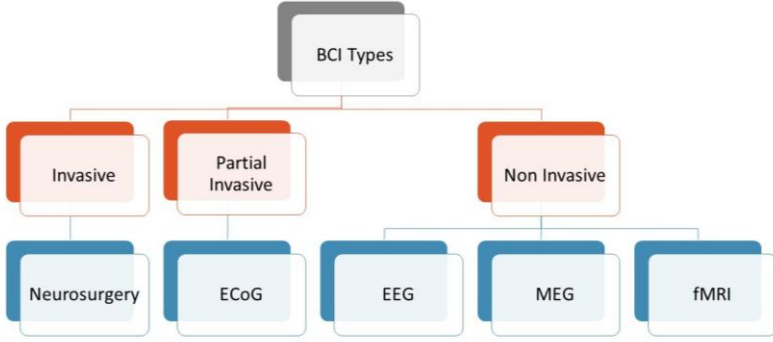 BCI Types
Invasive
Partial
Invasive
Non Invasive
Neurosurgery
ECoG
EEG
MEG
fMRI